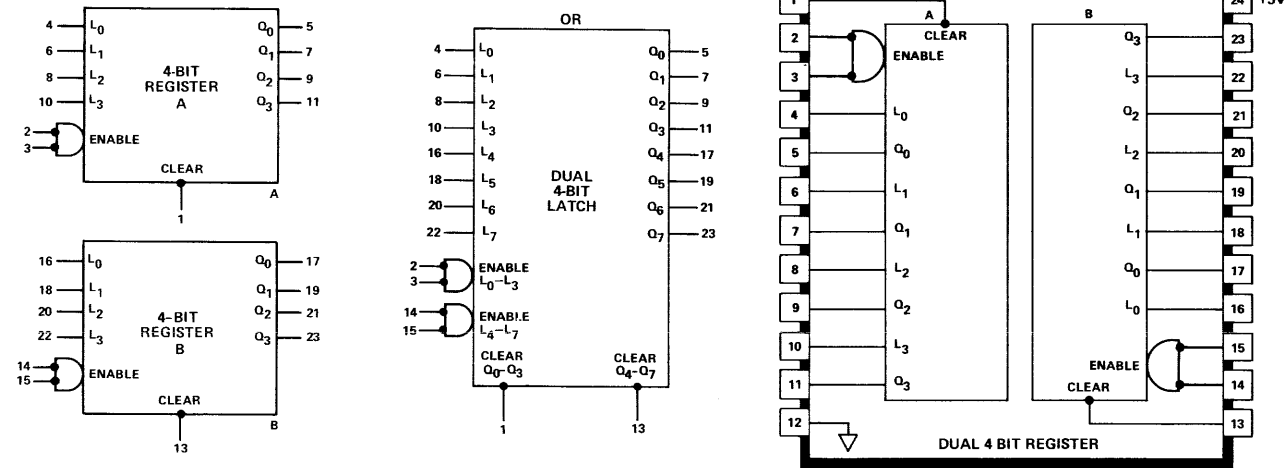 4 L0 Q0 5
6 L1 Q1 7
8 L2 Q2 9
10 L3 Q3 11
4-BIT
REGISTER
A
2
3
ENABLE
CLEAR
A
1
16 L0 Q0 17
18 L1 Q1 19
20 L2 Q2 21
22 L3 Q3 23
4-BIT
REGISTER
B
14
15
ENABLE
CLEAR
B
13
OR
4 L0 Q0 5
6 L1 Q1 7
8 L2 Q2 9
10 L3 Q3 11
16 L4 Q4 17
18 L5 Q5 19
20 L6 Q6 21
22 L7 Q7 23
DUAL
4-BIT
LATCH
2 ENABLE
3 L0-L3
14 ENABLE
15 L4-L7
CLEAR
Q0-Q3
CLEAR
Q4-Q7
1
13
1
24
A
B
CLEAR
2
3
ENABLE
4 L0
5 Q0
6 L1
7 Q1
8 L2
9 Q2
10 L3
11 Q3
12
Q3 23
L3 22
Q2 21
L2 20
Q1 19
L1 18
Q0 17
L0 16
15
ENABLE
14
CLEAR
13
DUAL 4 BIT REGISTER